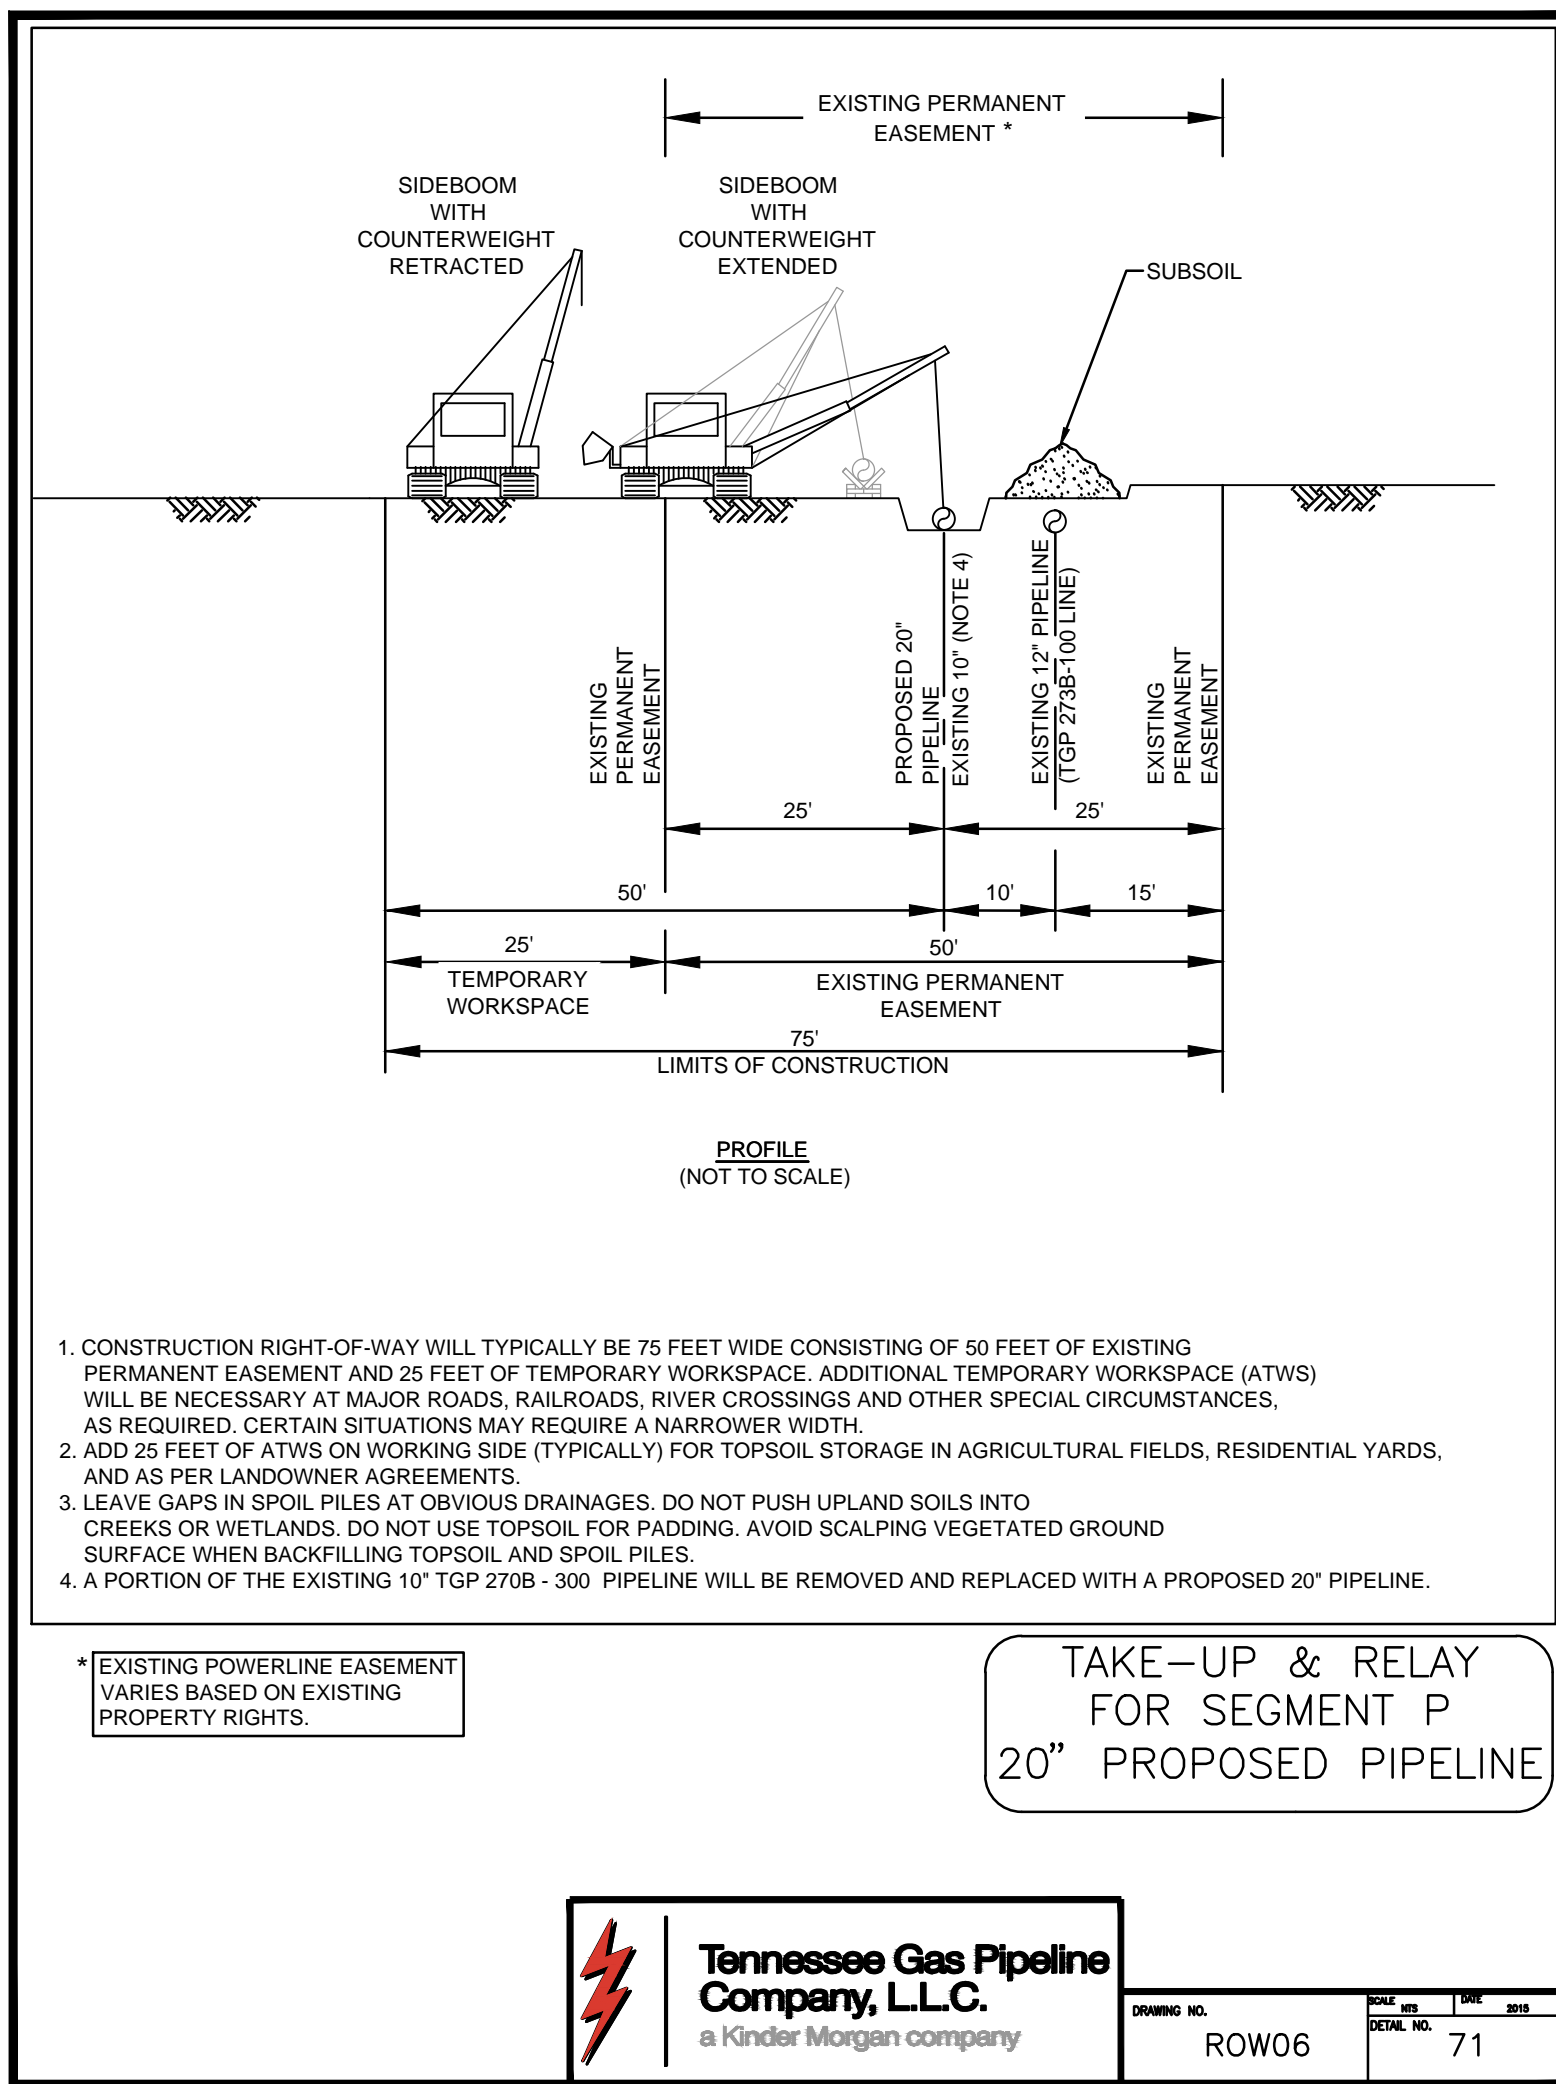 EXISTING PERMANENT
EASEMENT *
SIDEBOOM
WITH
COUNTERWEIGHT
RETRACTED
SIDEBOOM
WITH
COUNTERWEIGHT
EXTENDED
SUBSOIL
EXISTING
PERMANENT
EASEMENT
PROPOSED 20"
PIPELINE
EXISTING 10" (NOTE 4)
EXISTING 12" PIPELINE
(TGP 273B-100 LINE)
EXISTING
PERMANENT
EASEMENT
25'
25'
50'
10'
15'
25'
TEMPORARY
WORKSPACE
50'
EXISTING PERMANENT
EASEMENT
75'
LIMITS OF CONSTRUCTION
PROFILE
(NOT TO SCALE)
1. CONSTRUCTION RIGHT-OF-WAY WILL TYPICALLY BE 75 FEET WIDE CONSISTING OF 50 FEET OF EXISTING
PERMANENT EASEMENT AND 25 FEET OF TEMPORARY WORKSPACE. ADDITIONAL TEMPORARY WORKSPACE (ATWS)
WILL BE NECESSARY AT MAJOR ROADS, RAILROADS, RIVER CROSSINGS AND OTHER SPECIAL CIRCUMSTANCES,
AS REQUIRED. CERTAIN SITUATIONS MAY REQUIRE A NARROWER WIDTH.
2. ADD 25 FEET OF ATWS ON WORKING SIDE (TYPICALLY) FOR TOPSOIL STORAGE IN AGRICULTURAL FIELDS, RESIDENTIAL YARDS,
AND AS PER LANDOWNER AGREEMENTS.
3. LEAVE GAPS IN SPOIL PILES AT OBVIOUS DRAINAGES. DO NOT PUSH UPLAND SOILS INTO
CREEKS OR WETLANDS. DO NOT USE TOPSOIL FOR PADDING. AVOID SCALPING VEGETATED GROUND
SURFACE WHEN BACKFILLING TOPSOIL AND SPOIL PILES.
4. A PORTION OF THE EXISTING 10" TGP 270B - 300 PIPELINE WILL BE REMOVED AND REPLACED WITH A PROPOSED 20" PIPELINE.
* EXISTING POWERLINE EASEMENT
VARIES BASED ON EXISTING
PROPERTY RIGHTS.
TAKE-UP & RELAY
FOR SEGMENT P
20" PROPOSED PIPELINE
Tennessee Gas Pipeline
Company, L.L.C.
a Kinder Morgan company
DRAWING NO.
ROW06
SCALE NTS
DATE 2015
DETAIL NO.
71